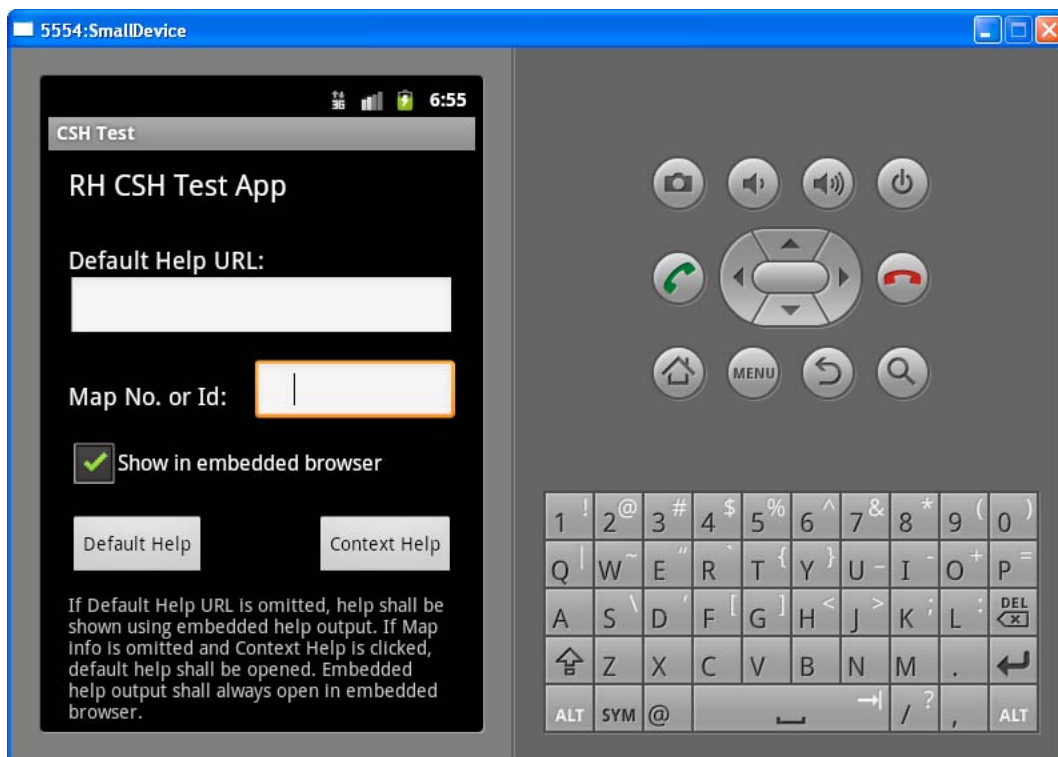 5554:SmallDevice
3G 6:55
CSH Test
RH CSH Test App
Default Help URL:
Map No. or Id:
Show in embedded browser
Default Help Context Help
If Default Help URL is omitted, help shall be
shown using embedded help output. If Map
info is omitted and Context Help is clicked,
default help shall be opened. Embedded
help output shall always open in embedded
browser.
MENU
1 ! 2 @ 3 # 4 $ 5 % 6 ^ 7 & 8 * 9 ( 0 )
Q | W ~ E " R ` T { Y } U _ I - O + P =
A S \ D ' F [ G ] H < J > K ; L : DEL
Z X C V B N M .
ALT SYM @ / ? , ALT